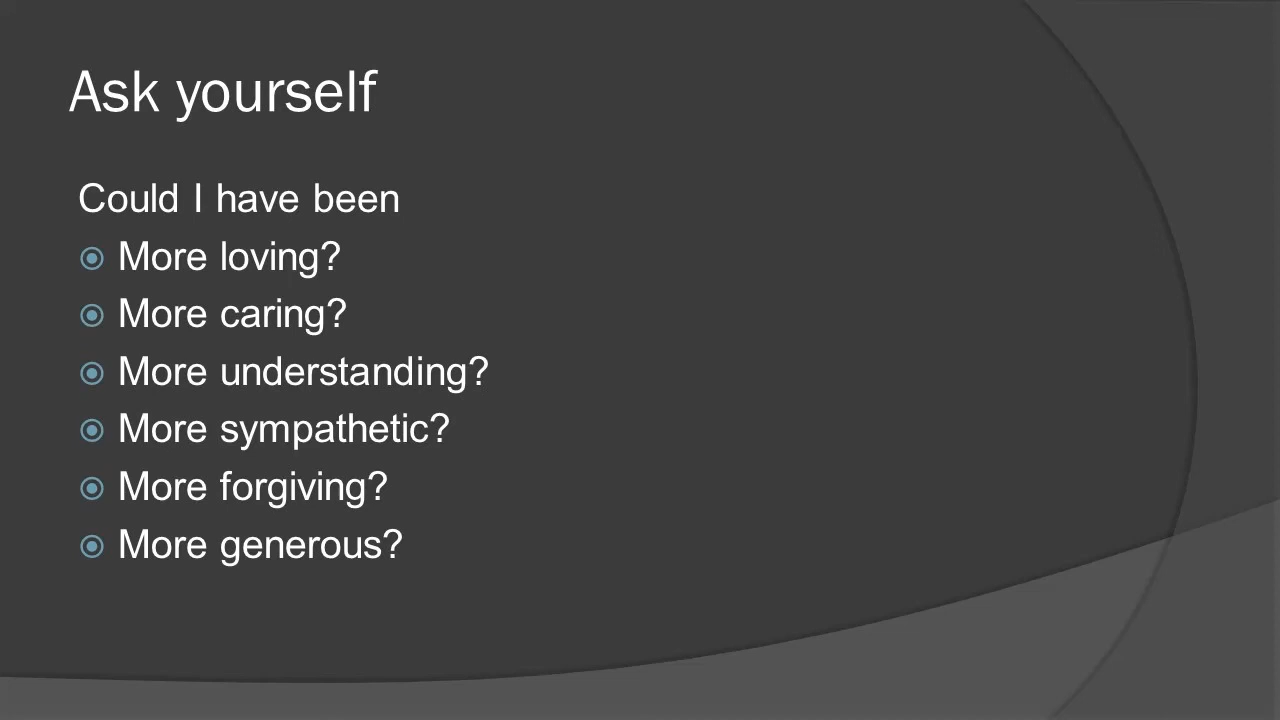 Ask yourself
Could I have been
More loving?
More caring?
More understanding?
More sympathetic?
More forgiving?
More generous?